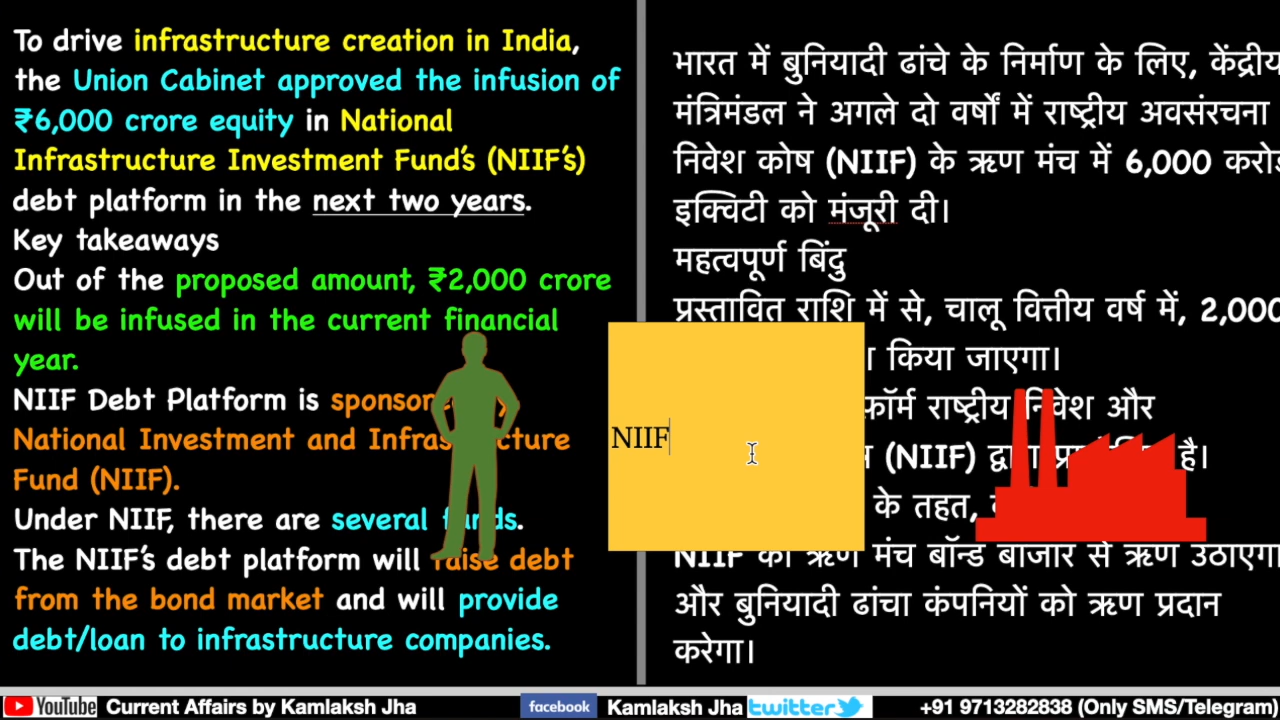 To drive infrastructure creation in India,
the Union Cabinet approved the infusion of
₹6,000 crore equity in National
Infrastructure Investment Fund's (NIIF's)
debt platform in the next two years.
Key takeaways
Out of the proposed amount, ₹2,000 crore
will be infused in the current financial
year.
NIIF Debt Platform is
National Investment and
Fund (NIIF).
Under NIIF, there are several
The NIIF's debt platform will raise debt
from the bond market and will provide
debt/loan to infrastructure companies.
भारत में बुनियादी ढांचे के निर्माण के लिए, केंद्रीय
मंत्रिमंडल ने अगले दो वर्षों में राष्ट्रीय अवसंरचना
निवेश कोष (NIIF) के ऋण मंच में 6,000 करोड़
इक्विटी को मंजूरी दी।
महत्वपूर्ण बिंदु
प्रस्तावित राशि में से, चालू वित्तीय वर्ष में, 2,000
किया जाएगा।
राष्ट्रीय निवेश और
(NIIF) द्वारा है।
के तहत,
NIIF का ऋण मंच बॉन्ड बाजार से ऋण उठाएगा
और बुनियादी ढांचा कंपनियों को ऋण प्रदान
करेगा।
NIIF
YouTube Current Affairs by Kamlaksh Jha facebook Kamlaksh Jha twitter +91 9713282838 (Only SMS/Telegram)